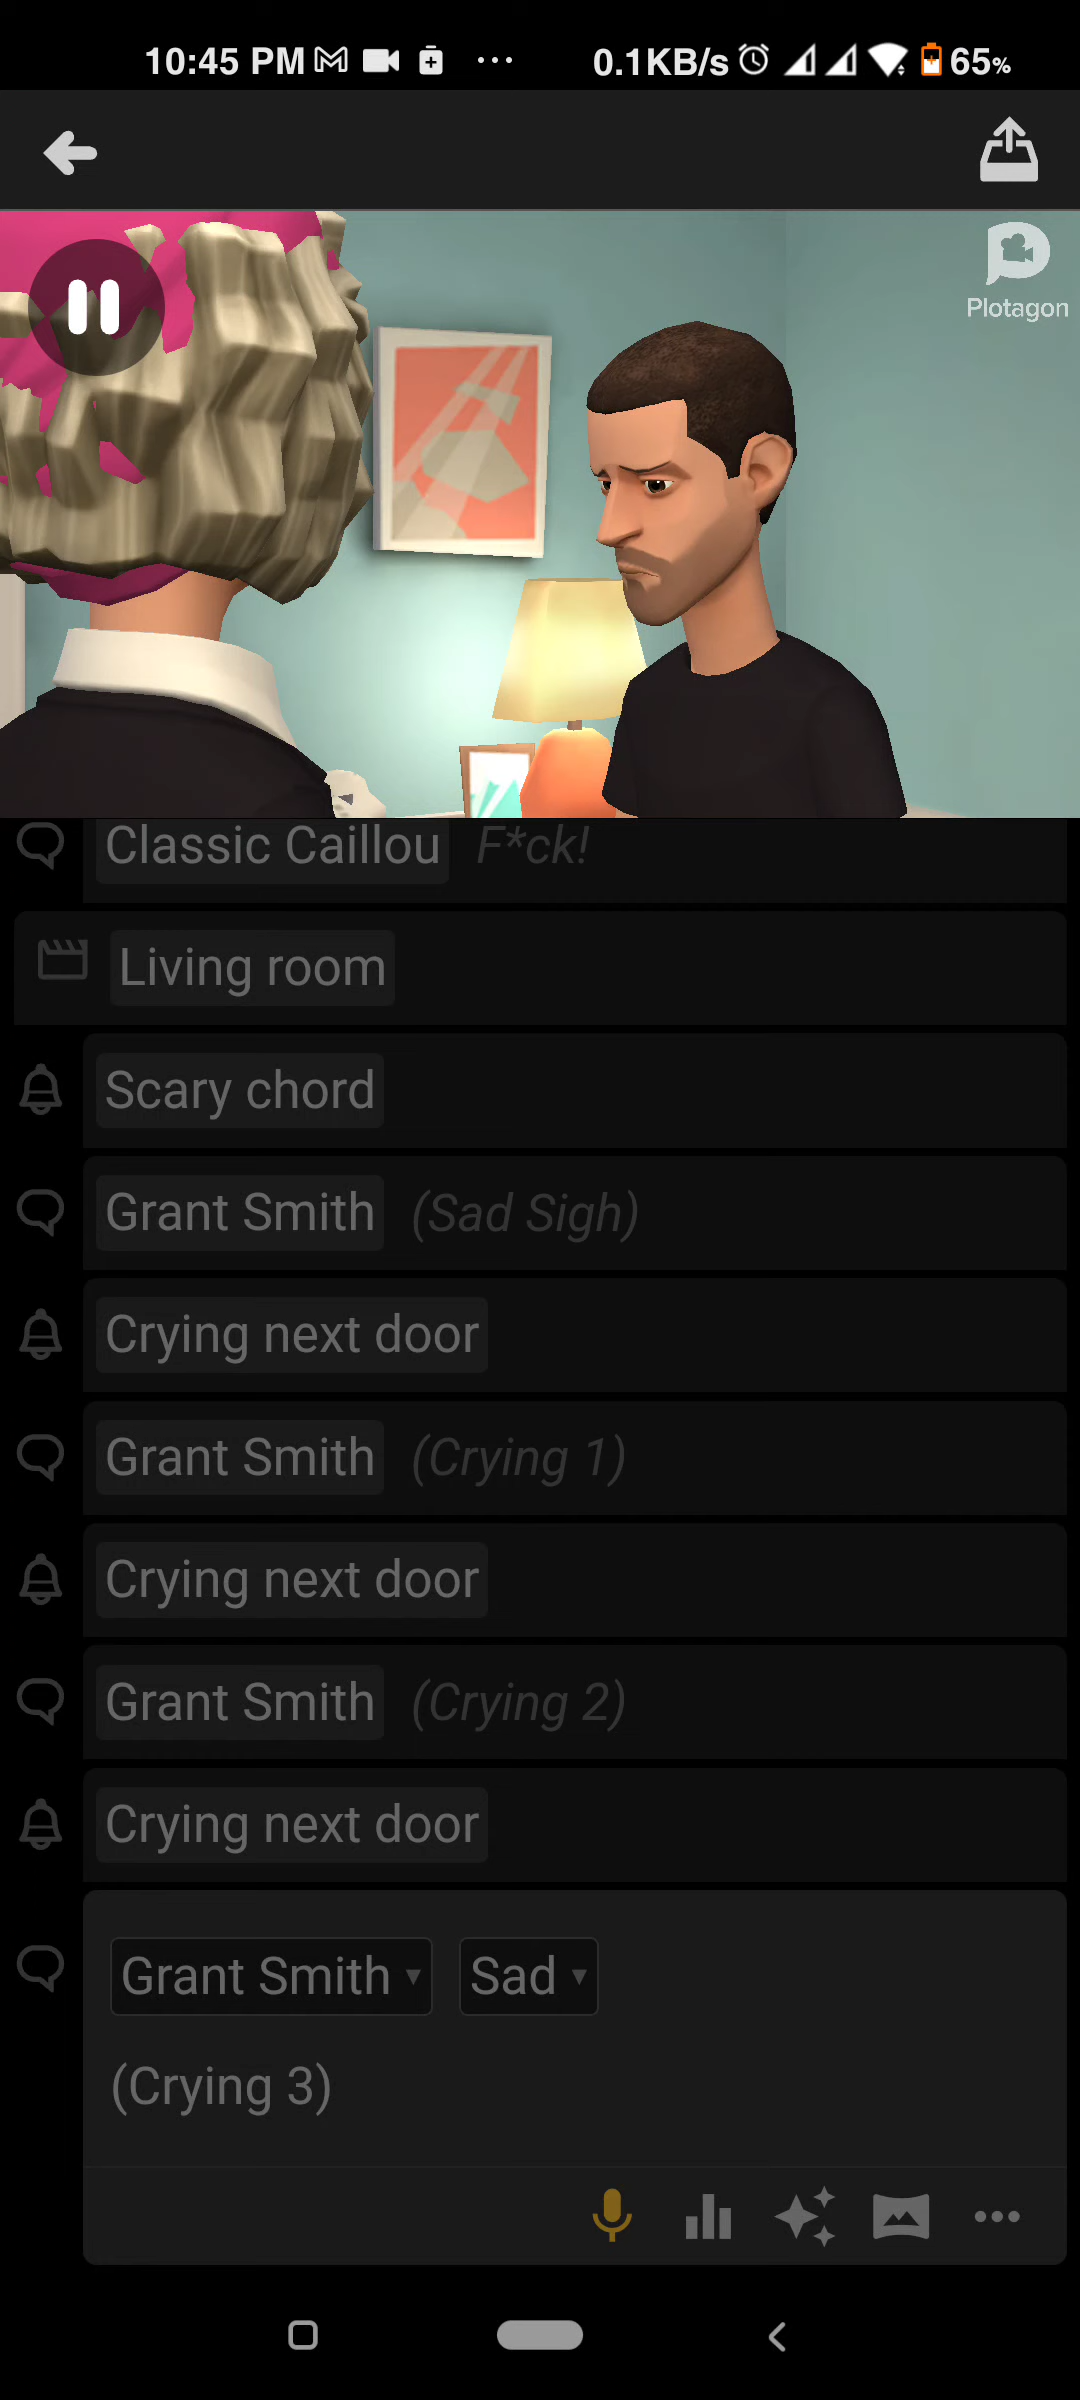 10:45 PM ... 0.1KB/s 65%
Plotagon
Classic Caillou F*ck!
Living room
Scary chord
Grant Smith (Sad Sigh)
Crying next door
Grant Smith (Crying 1)
Crying next door
Grant Smith (Crying 2)
Crying next door
Grant Smith Sad
(Crying 3)